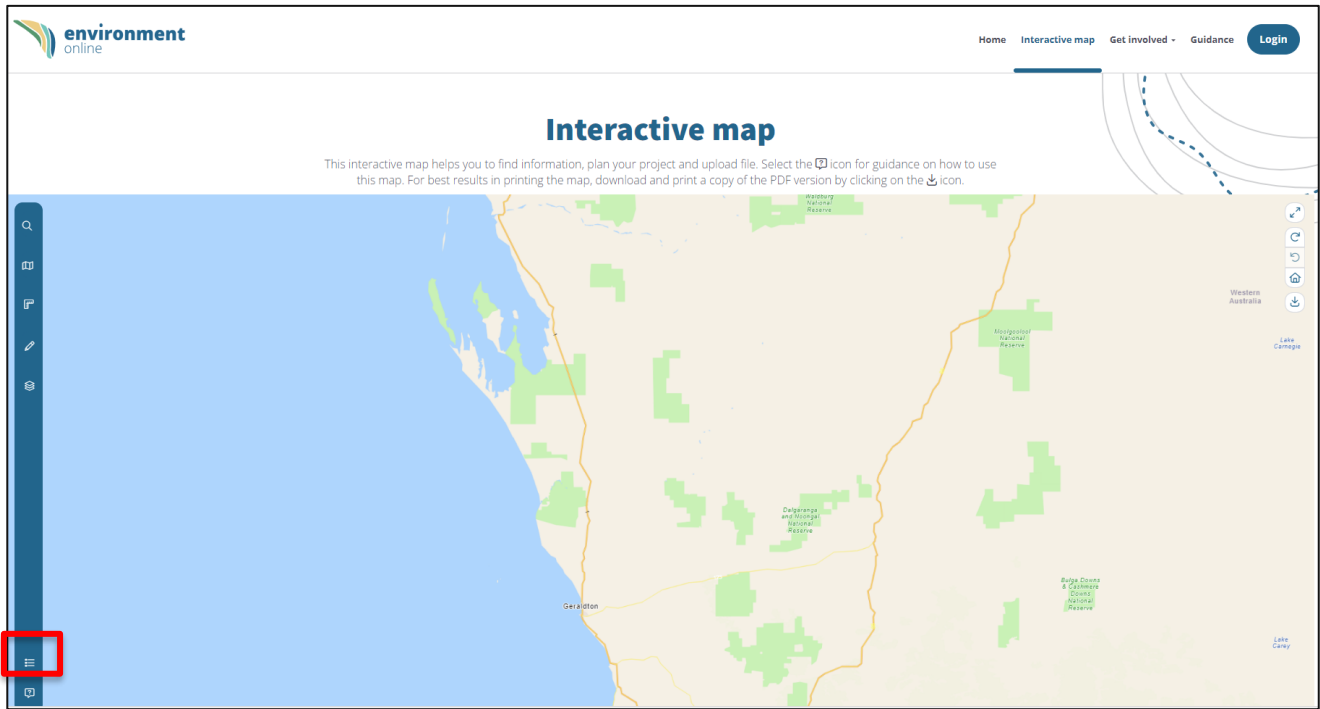 environment
online
Home Interactive map Get involved Guidance Login
Interactive map
This interactive map helps you to find information, plan your project and upload file. Select the icon for guidance on how to use
this map. For best results in printing the map, download and print a copy of the PDF version by clicking on the icon.
National
Reserve
Western
Australia
Moolgoolool
National
Reserve
Lake
Carnegie
Dalgaranga
and Noongal
National
Reserve
Bulga Downs
& Cashmere
Downs
National
Reserve
Geraldton
Lake
Carey